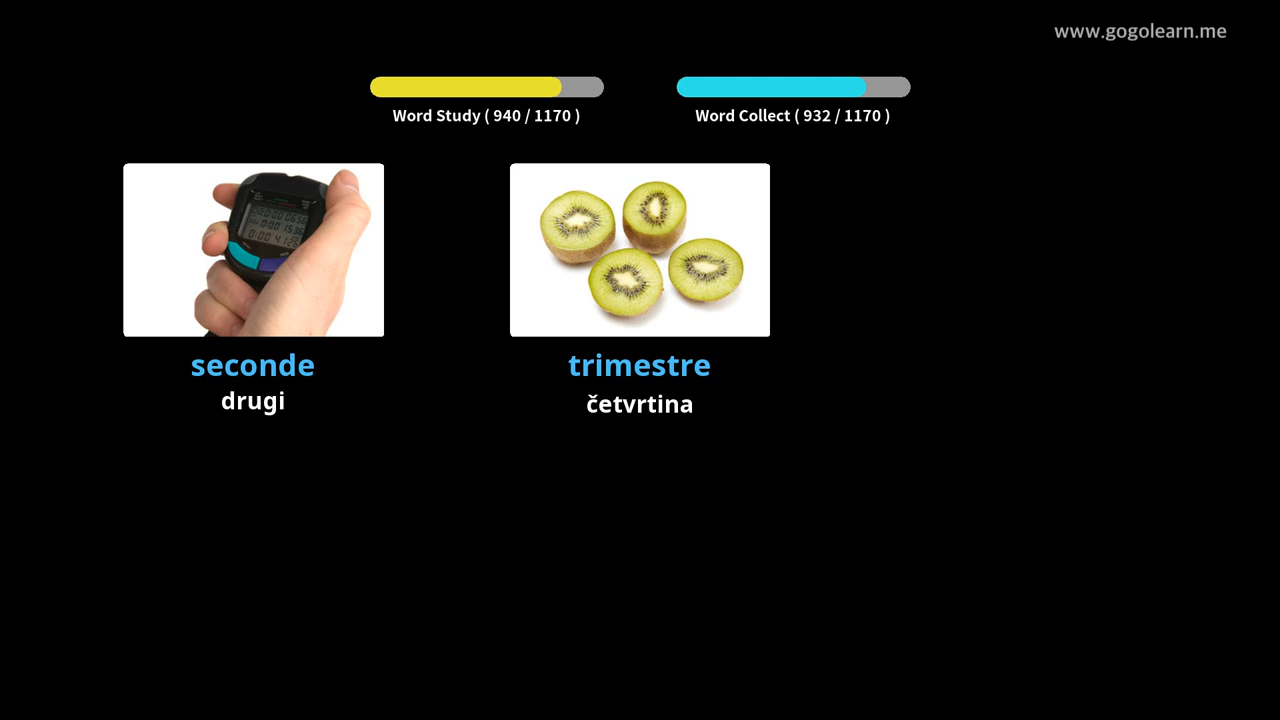 www.gogolearn.me
Word Study ( 940 / 1170 )
Word Collect ( 932 / 1170 )
seconde
drugi
trimestre
četvrtina